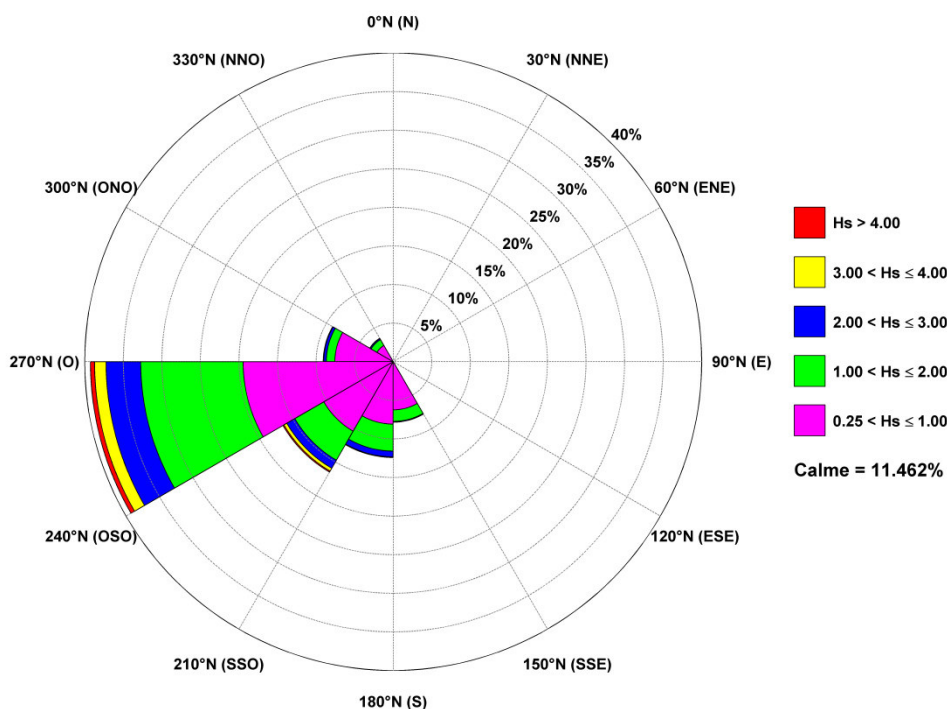 0°N (N)
330°N (NNO)
30°N (NNE)
40%
35%
300°N (ONO)
30%
60°N (ENE)
25%
20%
15%
10%
5%
270°N (O)
90°N (E)
240°N (OSO)
120°N (ESE)
210°N (SSO)
150°N (SSE)
180°N (S)
Hs > 4.00
3.00 < Hs ≤ 4.00
2.00 < Hs ≤ 3.00
1.00 < Hs ≤ 2.00
0.25 < Hs ≤ 1.00
Calme = 11.462%